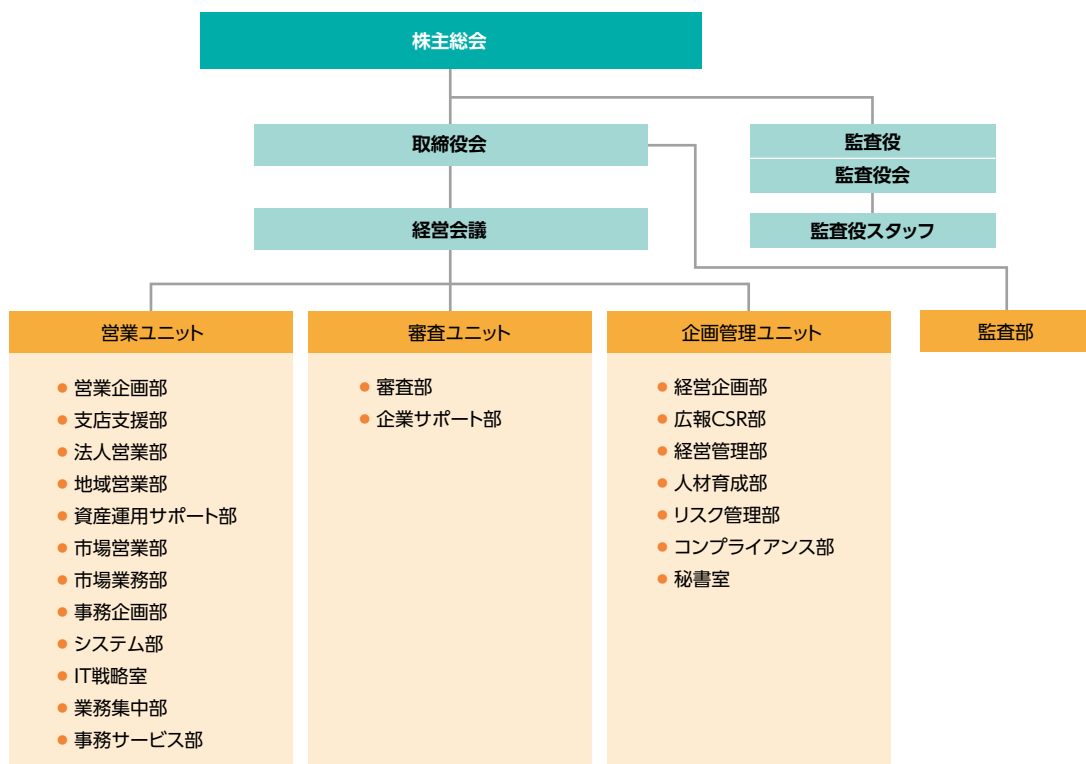 株主総会
取締役会
監査役
監査役会
経営会議
監査役スタッフ
営業ユニット
営業企画部
支店支援部
法人営業部
地域営業部
資産運用サポート部
市場営業部
市場業務部
事務企画部
システム部
IT戦略室
業務集中部
事務サービス部
審査ユニット
審査部
企業サポート部
企画管理ユニット
経営企画部
広報CSR部
経営管理部
人材育成部
リスク管理部
コンプライアンス部
秘書室
監査部